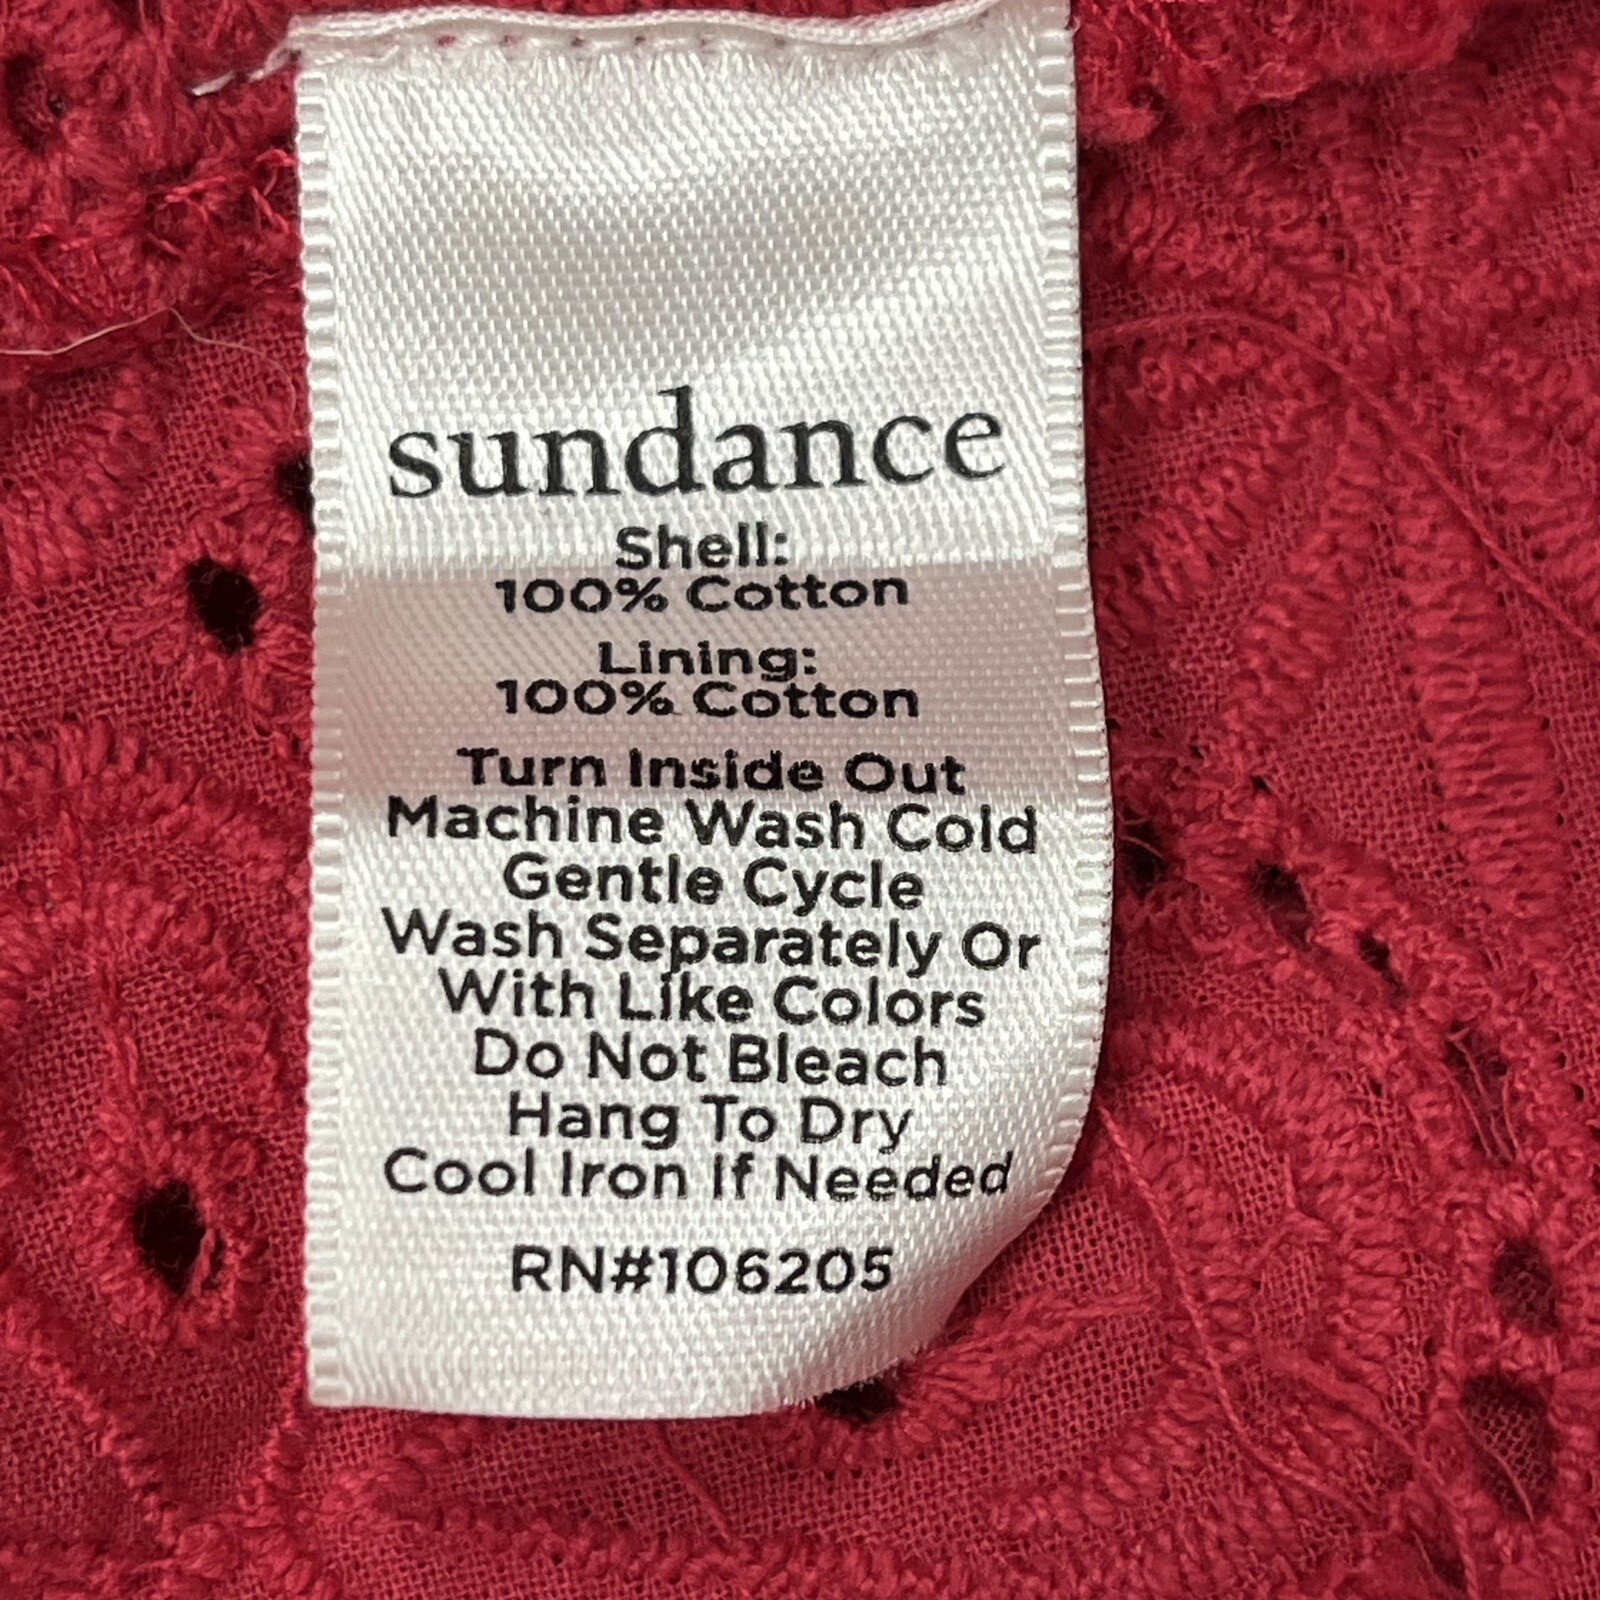 sundance
Shell:
100% Cotton
Lining:
100% Cotton
Turn Inside Out
Machine Wash Cold
Gentle Cycle
Wash Separately Or
With Like Colors
Do Not Bleach
Hang To Dry
Cool Iron If Needed
RN#106205